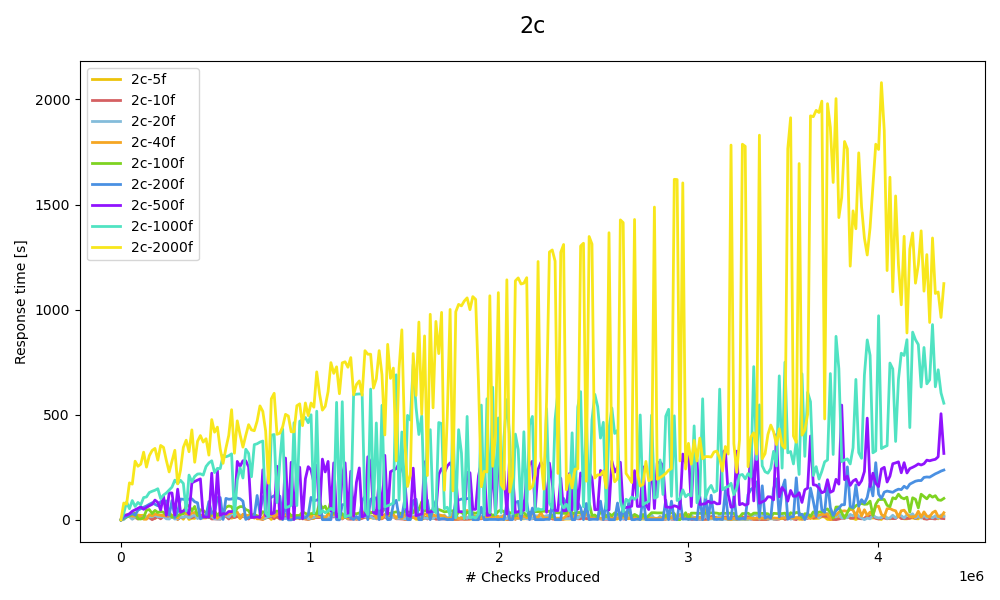 2c
2000
1500
1000
500
0
Response time [s]
2c-5f
2c-10f
2c-20f
2c-40f
2c-100f
2c-200f
2c-500f
2c-1000f
2c-2000f
0 1 2 3 4
1e6
# Checks Produced